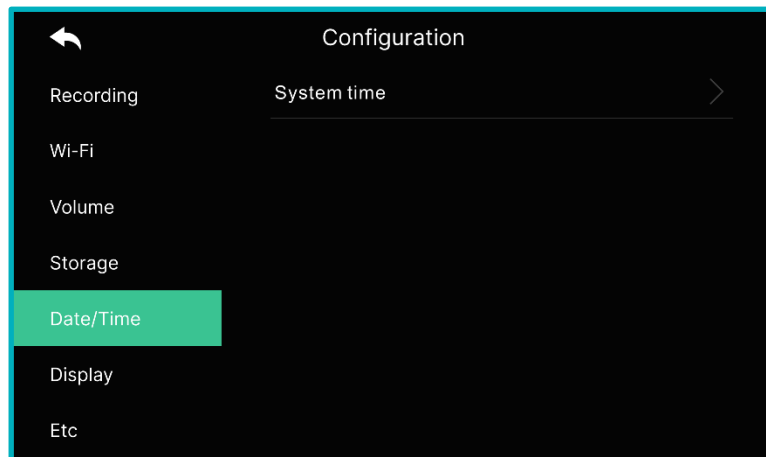 Configuration
Recording
System time
Wi-Fi
Volume
Storage
Date/Time
Display
Etc